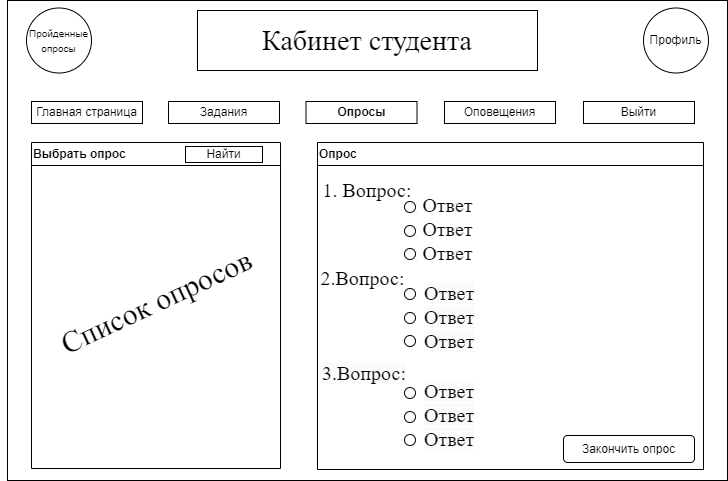 Пройденные
опросы
Кабинет студента
Профиль
Главная страница
Задания
Опросы
Оповещения
Выйти
Выбрать опрос
Найти
Список опросов
Опрос
1. Вопрос:
Ответ
Ответ
Ответ
2.Вопрос:
Ответ
Ответ
Ответ
3.Вопрос:
Ответ
Ответ
Ответ
Закончить опрос